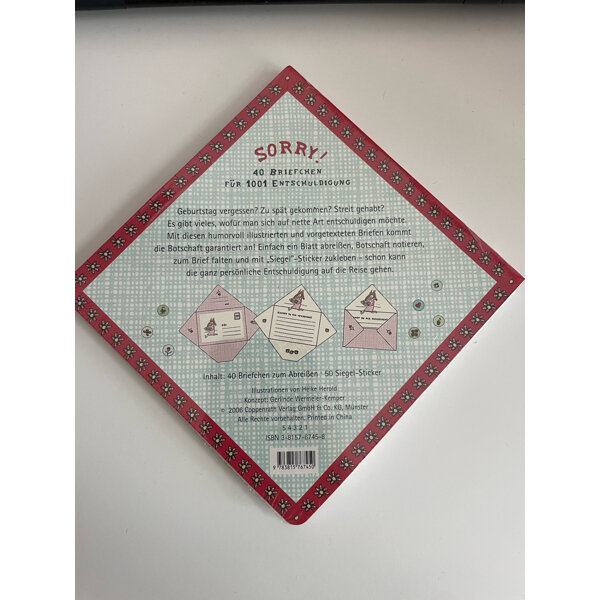 SORRY!
40 BRIEFCHEN
FÜR 1001 ENTSCHULDIGUNG
Geburtstag vergessen? Zu spät gekommen? Streit gehabt?
Es gibt vieles, wofür man sich auf nette Art entschuldigen möchte.
Mit diesen humorvoll illustrierten und vorgetexteten Briefen kommt
die Botschaft garantiert an! Einfach ein Blatt abreißen, Botschaft notieren,
zum Brief falten und mit „Siegel"-Sticker zukleben – schon kann
die ganz persönliche Entschuldigung auf die Reise gehen.
Inhalt: 40 Briefchen zum Abreißen · 60 Siegel-Sticker
Illustrationen von Heike Herold
Konzept: Gerlinde Wermeier-Kemper
© 2006 Coppenrath Verlag GmbH & Co. KG, Münster
Alle Rechte vorbehalten. Printed in China
5 4 3 2 1
ISBN 3-8157-6745-8
9 783815 767450